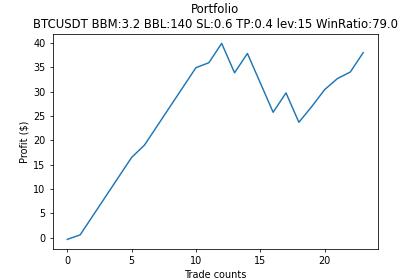 Portfolio
BTCUSDT BBM:3.2 BBL:140 SL:0.6 TP:0.4 lev:15 WinRatio:79.0
40
35
30
25
20
15
10
5
0
Profit ($)
0 5 10 15 20
Trade counts